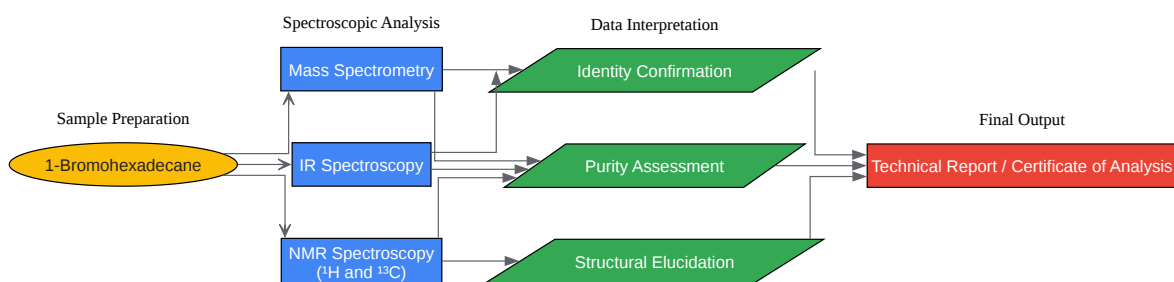 Spectroscopic Analysis
Data Interpretation
Mass Spectrometry
Identity Confirmation
Sample Preparation
Final Output
1-Bromohexadecane
IR Spectroscopy
Purity Assessment
Technical Report / Certificate of Analysis
NMR Spectroscopy
(¹H and ¹³C)
Structural Elucidation